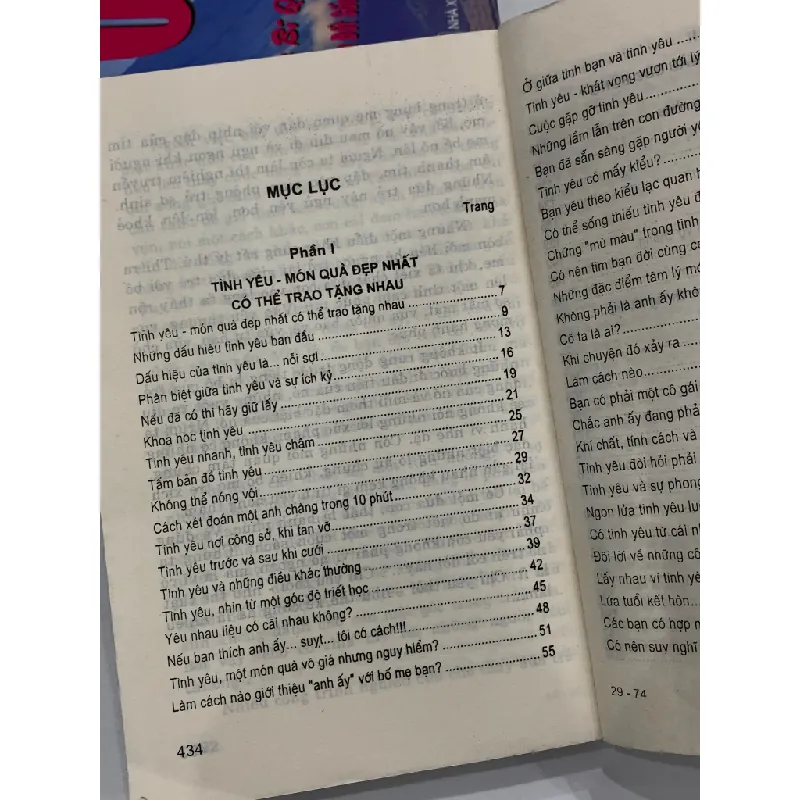 MỤC LỤC
Trang
Phần I
TÌNH YÊU - MÓN QUÀ ĐẸP NHẤT
CÓ THỂ TRAO TẶNG NHAU
Tình yêu - món quà đẹp nhất có thể trao tặng nhau 7
Những dấu hiệu tình yêu ban đầu 9
Dấu hiệu của tình yêu là... nỗi sợ! 13
Phân biệt giữa tình yêu và sự ích kỷ 16
Nếu đã có thì hãy giữ lấy 19
Khoa học tình yêu 21
Tình yêu nhanh, tình yêu chậm 25
Tấm bản đồ tình yêu 27
Không thể nóng vội 29
Cách xét đoán một anh chàng trong 10 phút 32
Tình yêu nơi công sở, khi tan vỡ 34
Tình yêu trước và sau khi cưới 37
Tình yêu và những điều khác thường 39
Tình yêu, nhìn từ một góc độ triết học 42
Yêu nhau liệu có cãi nhau không? 45
Nếu bạn thích anh ấy... suỵt... tôi có cách!!! 48
Tình yêu, một món quà vô giá nhưng nguy hiểm? 51
Làm cách nào giới thiệu "anh ấy" với bố mẹ bạn? 55
434
Ở giữa tình bạn và tình yêu
Tình yêu - khát vọng vươn tới lý
Cuộc gặp gỡ tình yêu
Những lầm lẫn trên con đường
Bạn đã sẵn sàng gặp người y
Tình yêu có mấy kiểu?
Bạn yêu theo kiểu lạc quan h
Có thể sống thiếu tình yêu đ
Chứng "mù màu" trong tình
Có nên tìm bạn đời cùng c
Những đặc điểm tâm lý m
Không phải là anh ấy khô
Cô ta là ai?
Khi chuyện đó xảy ra
Làm cách nào
Bạn có phải một cô gái
Chắc anh ấy đang phả
Khí chất, tính cách và
Tình yêu đòi hỏi phải
Tình yêu và sự phong
Ngọn lửa tình yêu lu
Có tình yêu từ cái n
Đôi lời về những cô
Lấy nhau vì tình yê
Lứa tuổi kết hôn
Các bạn có hợp n
Có nên suy nghĩ
29 - 74